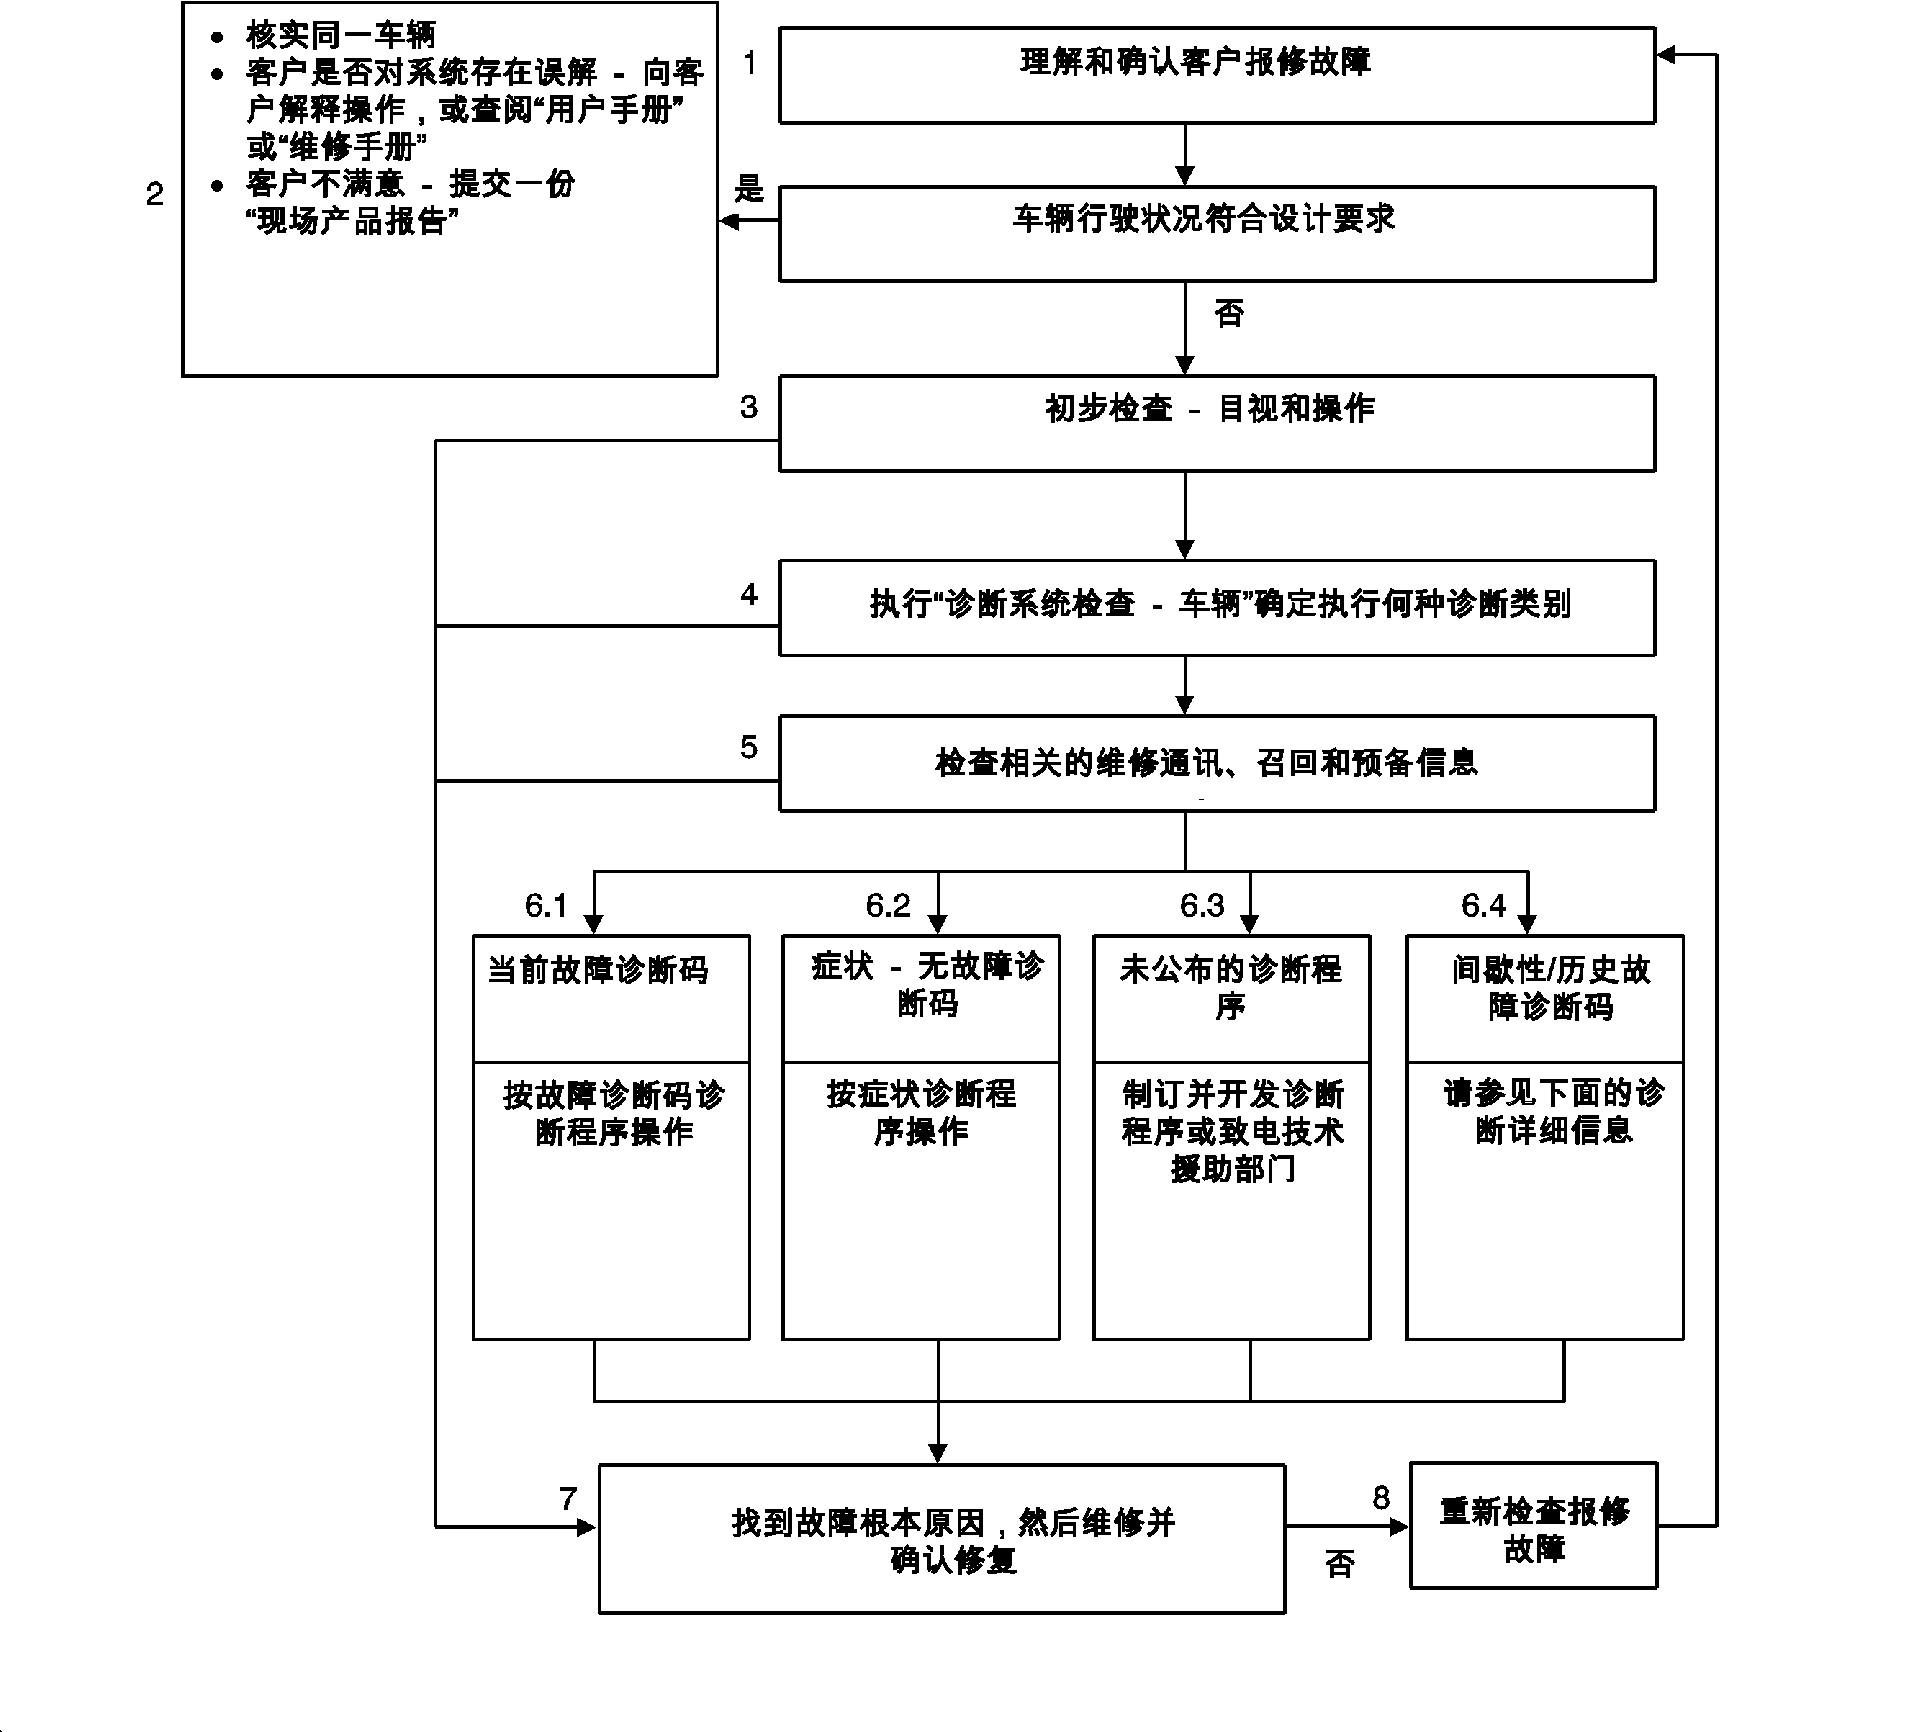 1
理解和确认客户报修故障
2
● 核实同一车辆
● 客户是否对系统存在误解 - 向客
户解释操作，或查阅“用户手册”
或“维修手册”
● 客户不满意 - 提交一份
“现场产品报告”
是
车辆行驶状况符合设计要求
否
3
初步检查 - 目视和操作
4
执行“诊断系统检查 - 车辆”确定执行何种诊断类别
5
检查相关的维修通讯、召回和预备信息
6.1
当前故障诊断码
按故障诊断码诊
断程序操作
6.2
症状 - 无故障诊
断码
按症状诊断程
序操作
6.3
未公布的诊断程
序
制订并开发诊断
程序或致电技术
援助部门
6.4
间歇性/历史故
障诊断码
请参见下面的诊
断详细信息
7
找到故障根本原因，然后维修并
确认修复
否
8
重新检查报修
故障